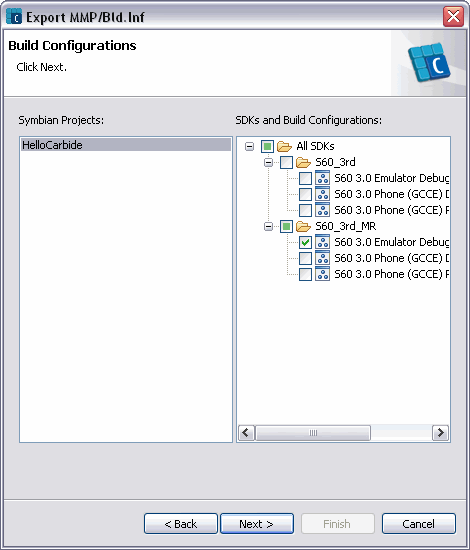 Export MMP/Bld.Inf
Build Configurations
Click Next.
Symbian Projects:
SDKs and Build Configurations:
HelloCarbide
All SDKs
S60_3rd
S60 3.0 Emulator Debug
S60 3.0 Phone (GCCE) D
S60 3.0 Phone (GCCE) R
S60_3rd_MR
S60 3.0 Emulator Debug
S60 3.0 Phone (GCCE) D
S60 3.0 Phone (GCCE) R
< Back
Next >
Finish
Cancel